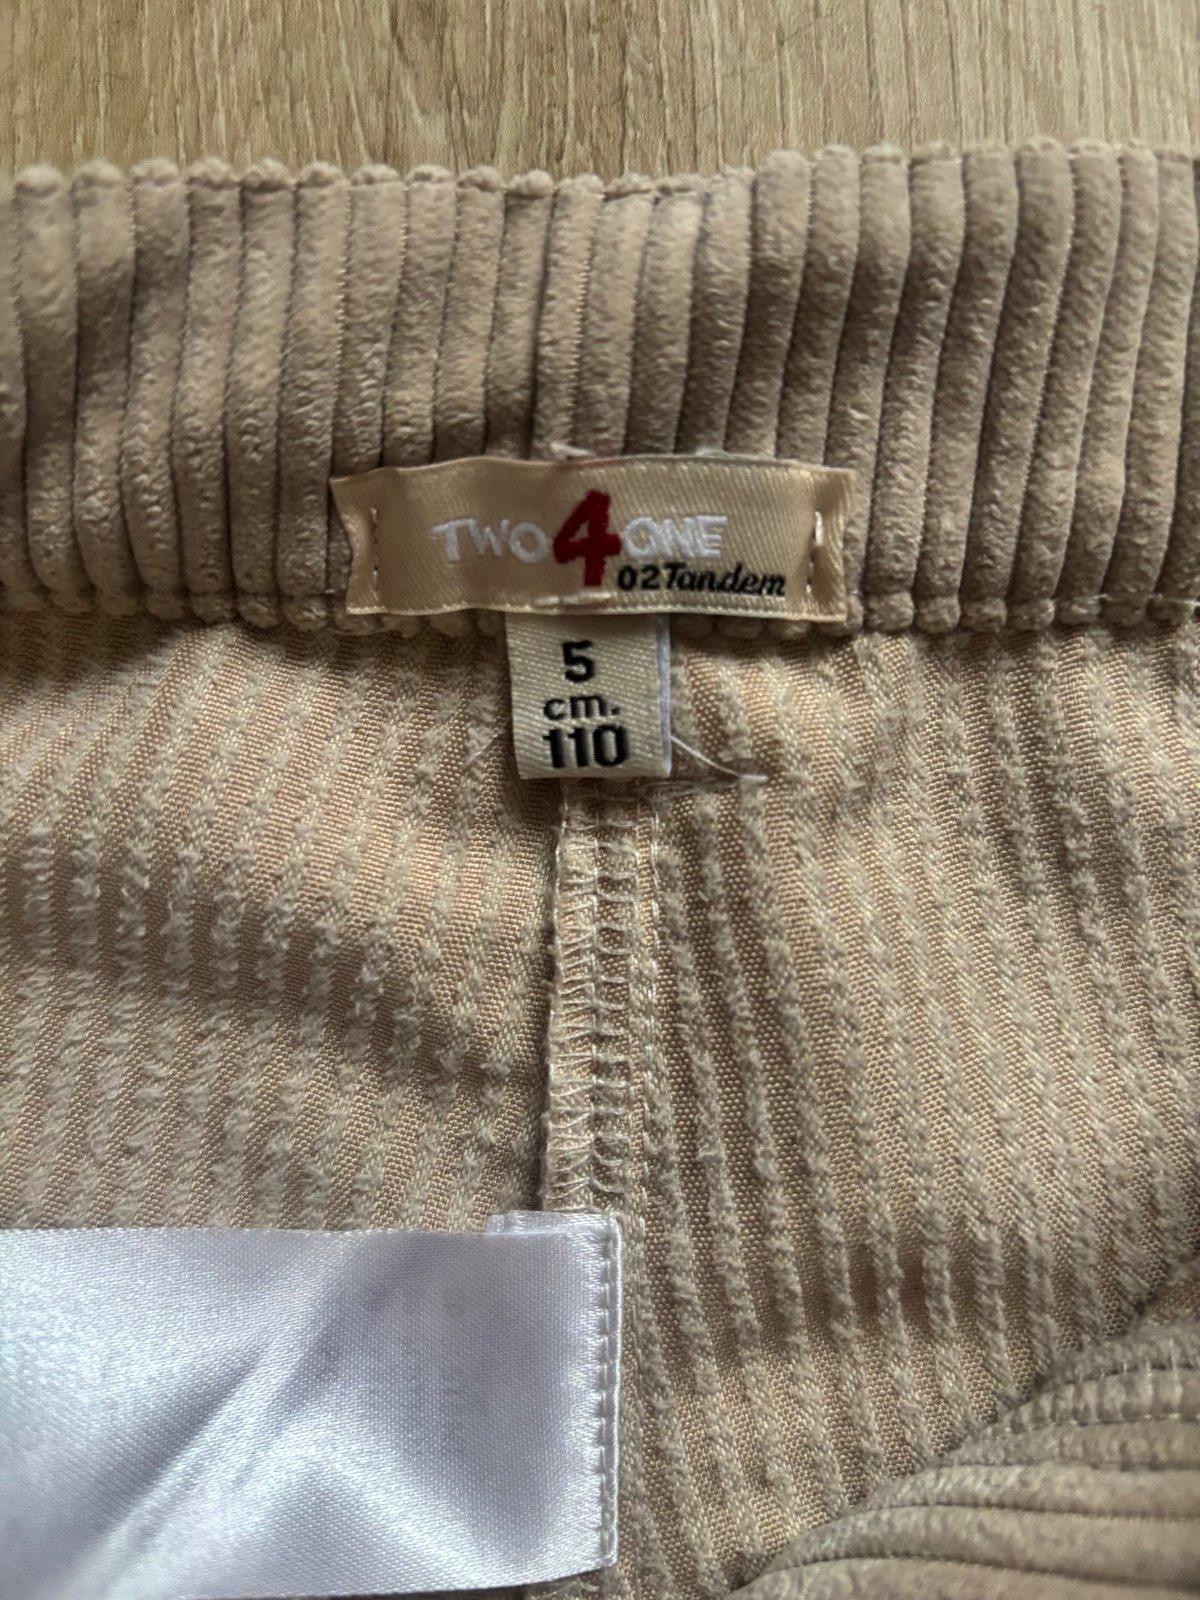 TWO4ONE
02Tandem
5
cm.
110